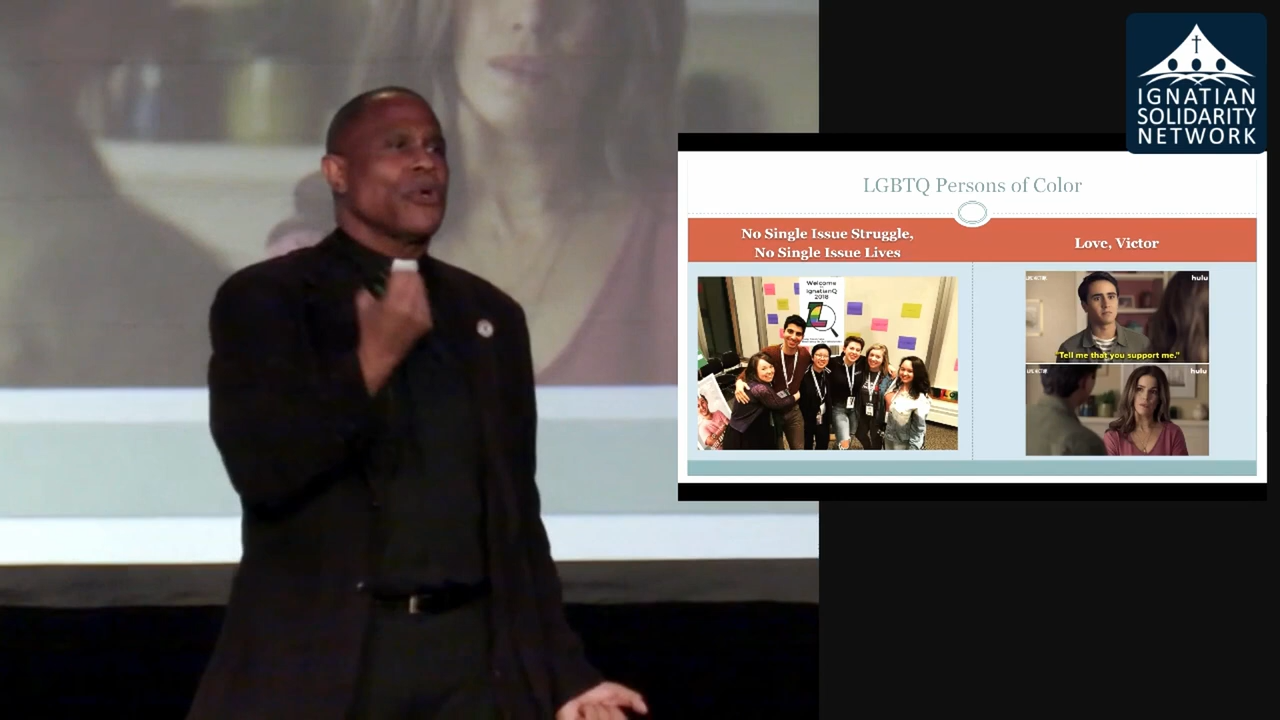 IGNATIAN
SOLIDARITY
NETWORK
LGBTQ Persons of Color
No Single Issue Struggle,
No Single Issue Lives
Love, Victor
Welcome
IgnatianQ
2018
hulu
"Tell me that you support me."
hulu